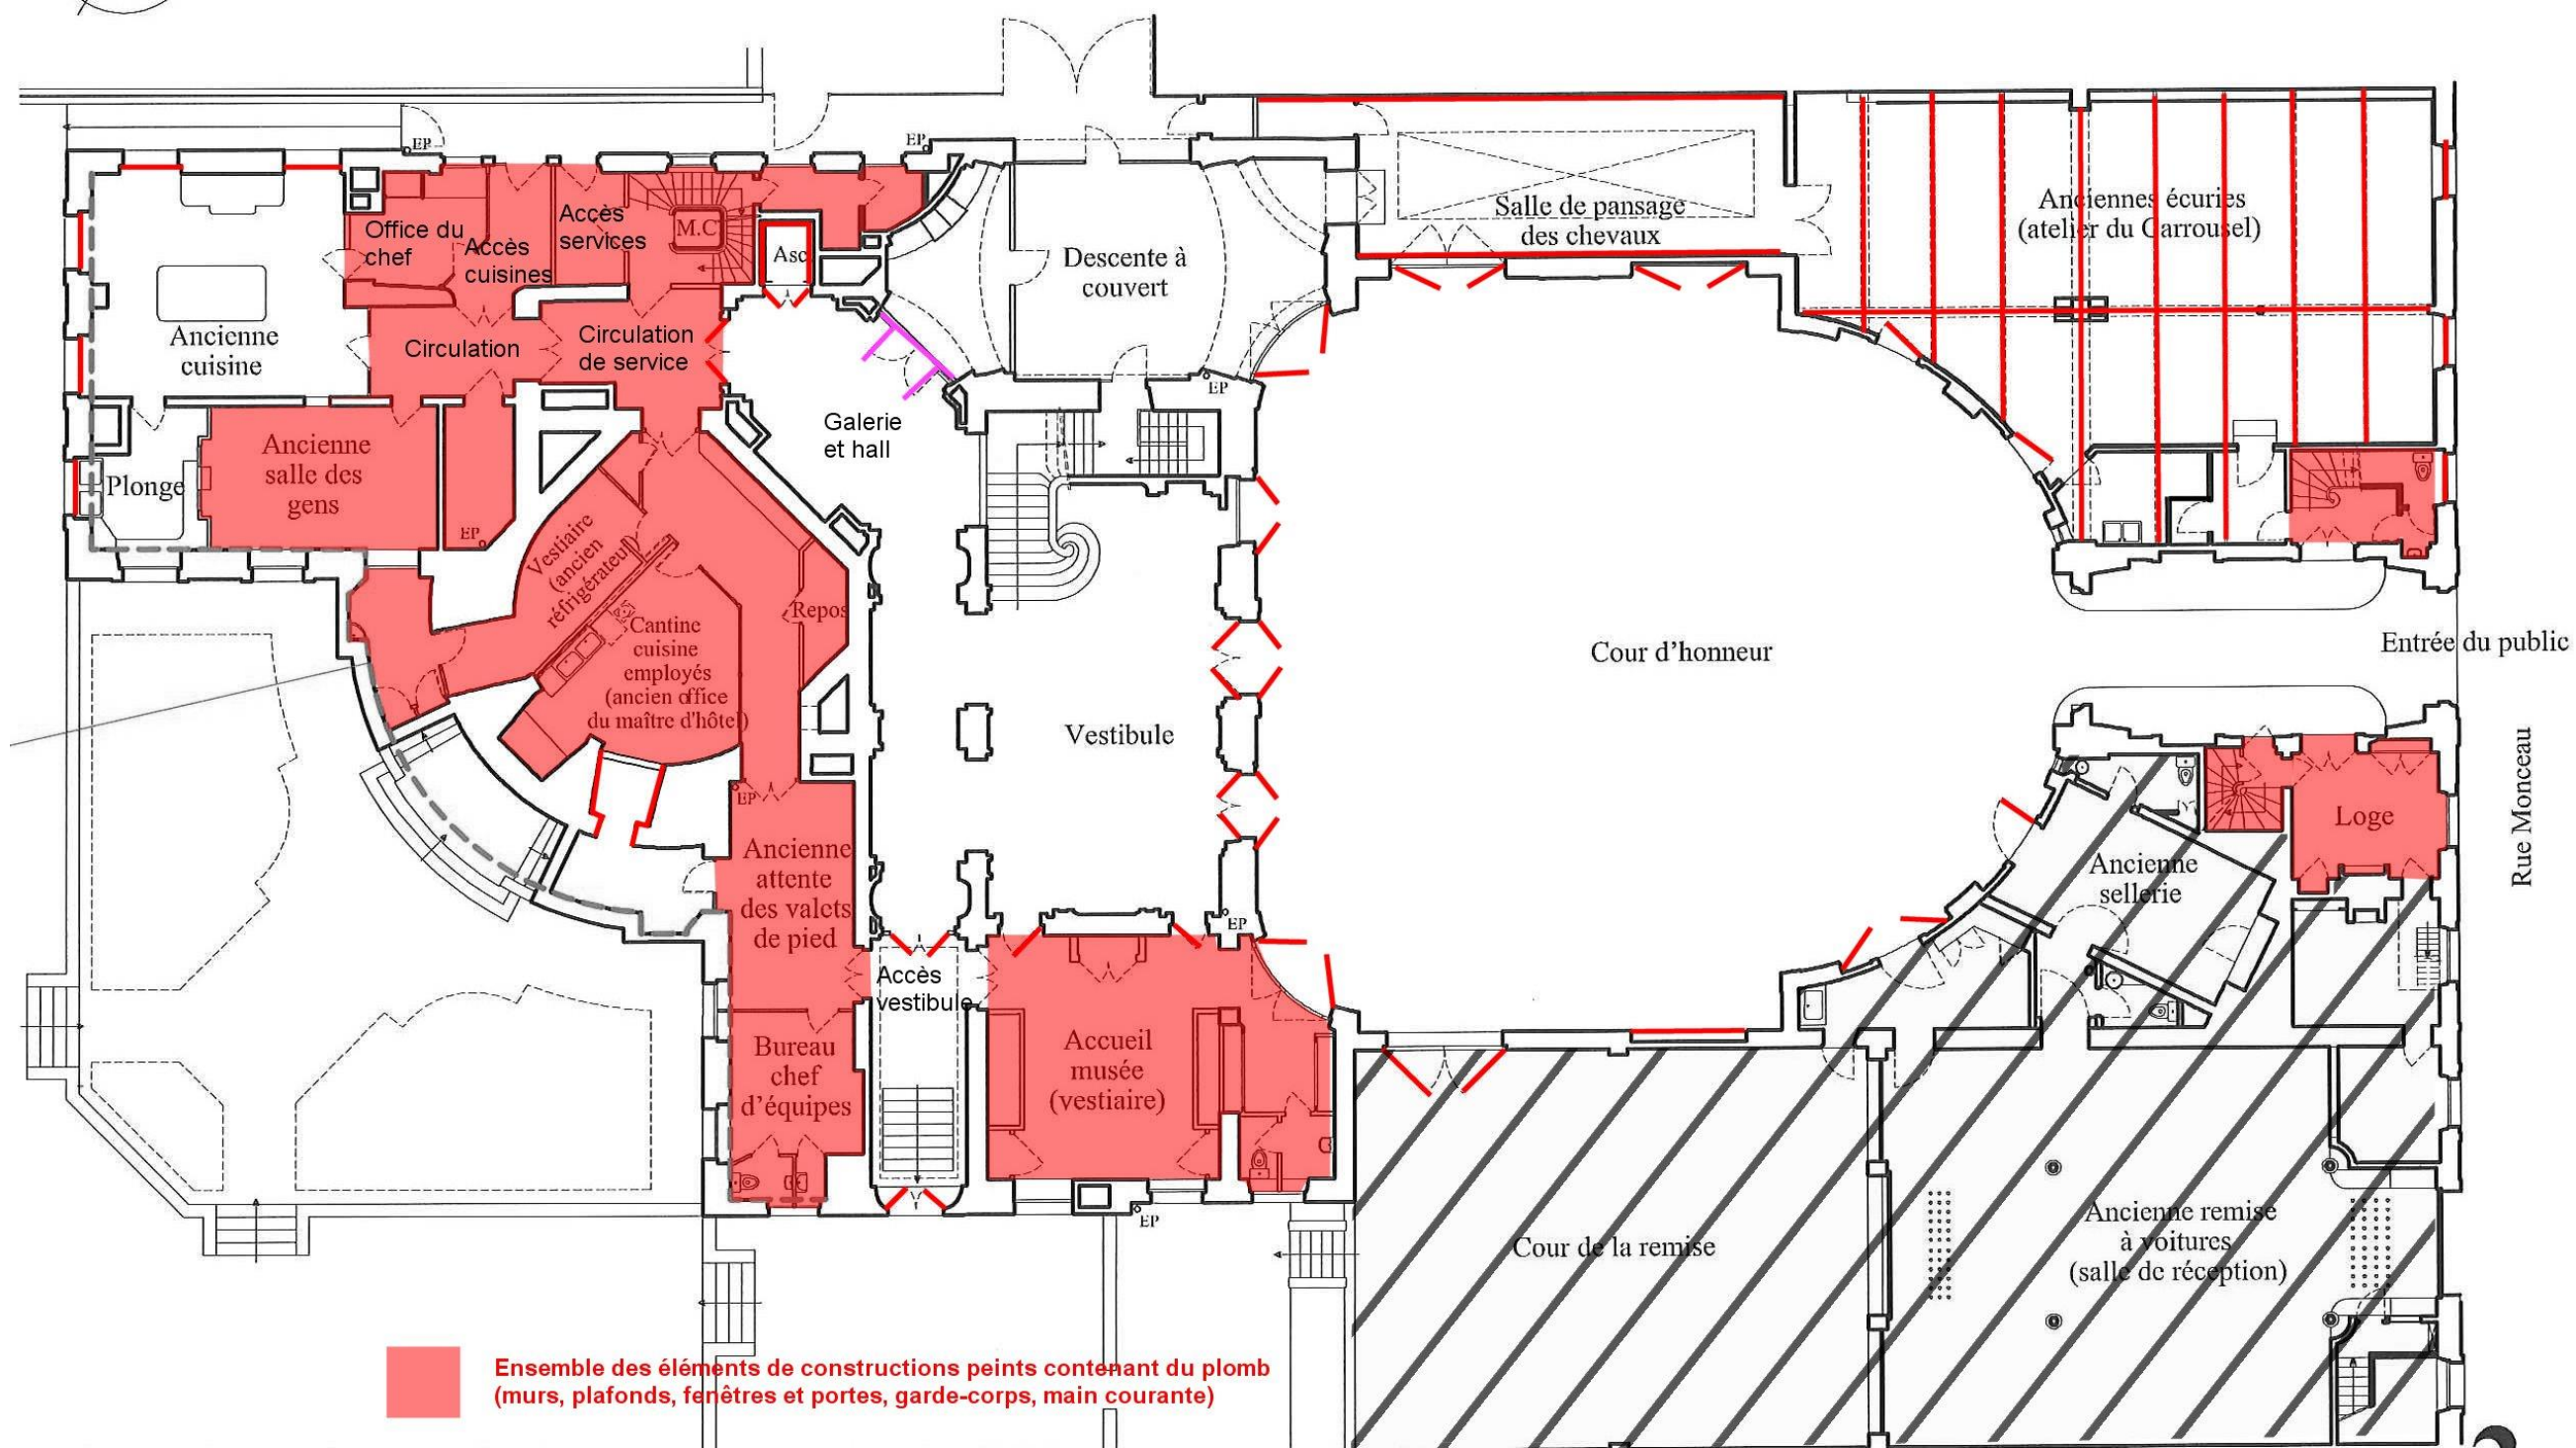 EP
EP
Office du
chef
Accès
cuisines
Accès
services
M.C
Asc
Descente à
couvert
Salle de pansage
des chevaux
Anciennes écuries
(atelier du Carrousel)
Ancienne
cuisine
Circulation
Circulation
de service
EP
Galerie
et hall
Ancienne
salle des
gens
Plonge
EP
Vestiaire
(ancien
réfrigérateur)
Repos
Cantine
cuisine
employés
(ancien office
du maître d'hôtel)
Cour d'honneur
Entrée du public
Vestibule
Rue Monceau
EP
Loge
Ancienne
attente
des valets
de pied
Ancienne
sellerie
EP
Accès
vestibule
Bureau
chef
d'équipes
Accueil
musée
(vestiaire)
EP
Cour de la remise
Ancienne remise
à voitures
(salle de réception)
Ensemble des éléments de constructions peints contenant du plomb
(murs, plafonds, fenêtres et portes, garde-corps, main courante)